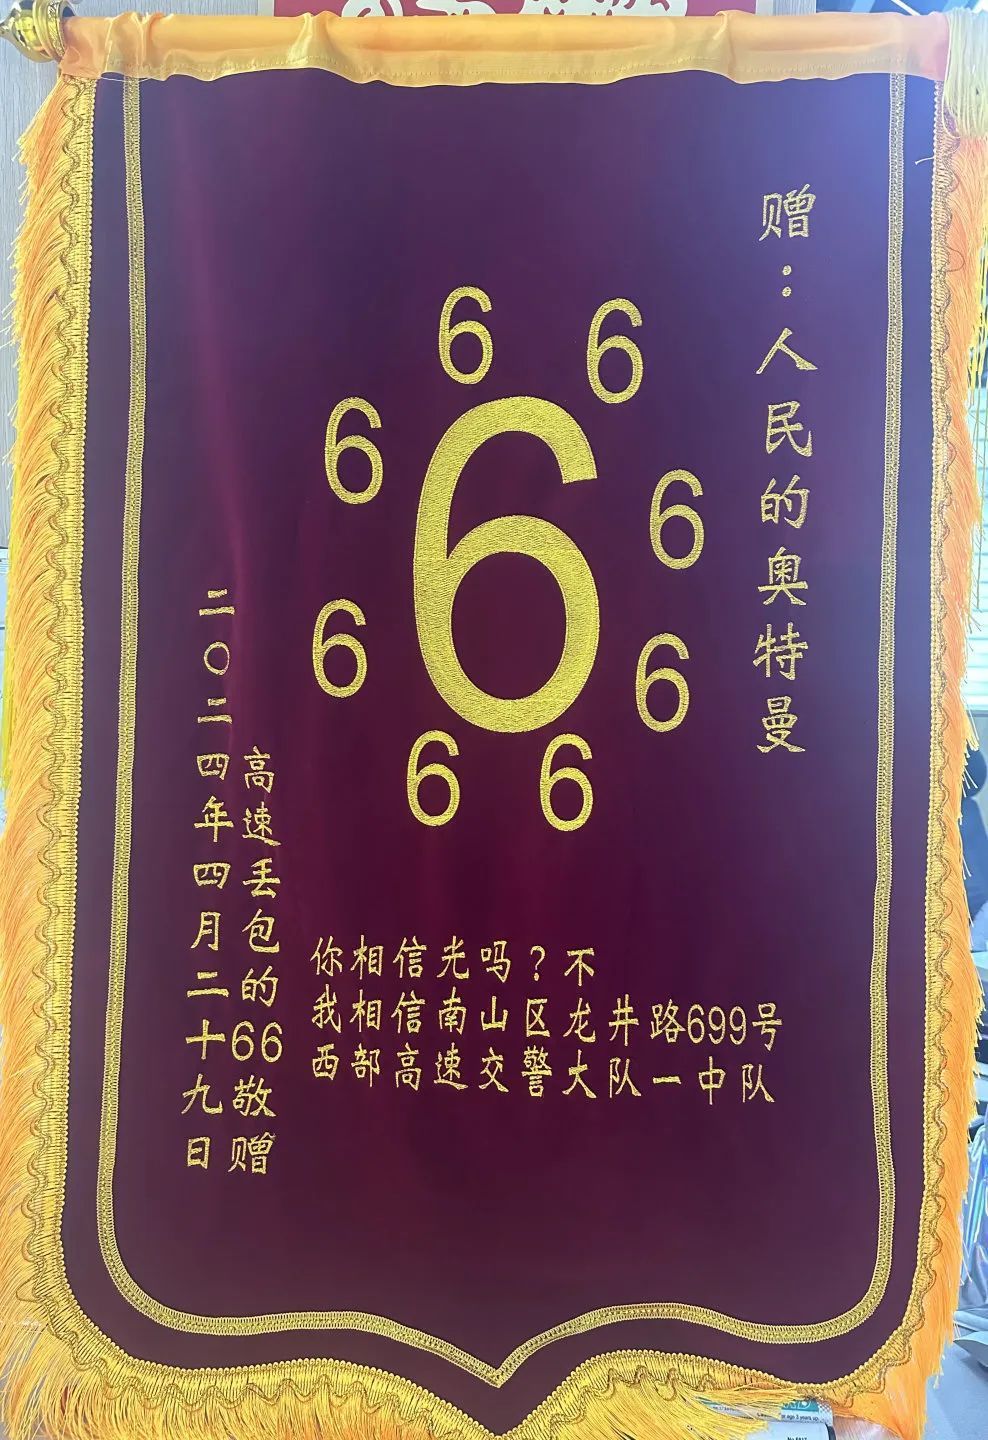 赠:人民的奥特曼
6
6
6
6
6
6
6
6
6
你相信光吗?不
我相信南山区龙井路699号
西部高速交警大队一中队
高速丢包的66敬赠
二〇二四年四月二十九日